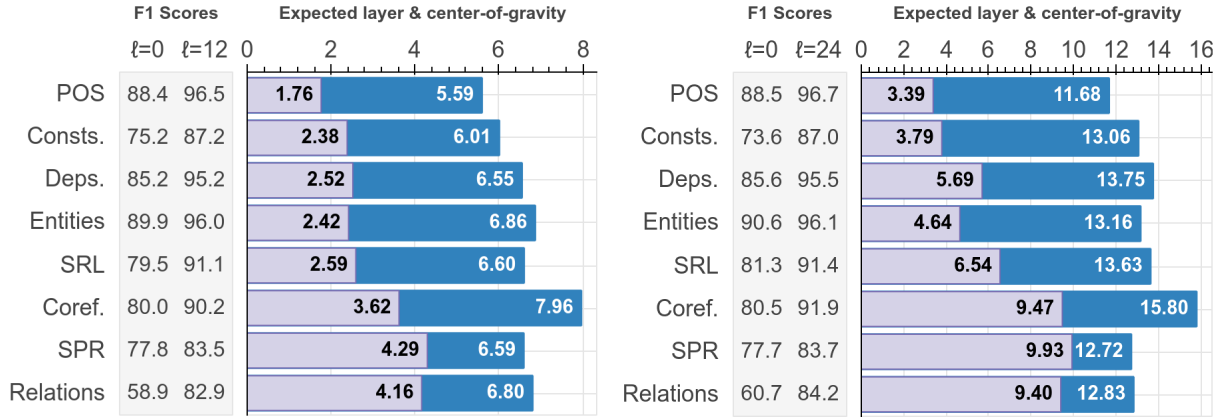 F1 Scores Expected layer & center-of-gravity
ℓ=0 ℓ=12 0 2 4 6 8
POS 88.4 96.5 1.76 5.59
Consts. 75.2 87.2 2.38 6.01
Deps. 85.2 95.2 2.52 6.55
Entities 89.9 96.0 2.42 6.86
SRL 79.5 91.1 2.59 6.60
Coref. 80.0 90.2 3.62 7.96
SPR 77.8 83.5 4.29 6.59
Relations 58.9 82.9 4.16 6.80
F1 Scores Expected layer & center-of-gravity
ℓ=0 ℓ=24 0 2 4 6 8 10 12 14 16
POS 88.5 96.7 3.39 11.68
Consts. 73.6 87.0 3.79 13.06
Deps. 85.6 95.5 5.69 13.75
Entities 90.6 96.1 4.64 13.16
SRL 81.3 91.4 6.54 13.63
Coref. 80.5 91.9 9.47 15.80
SPR 77.7 83.7 9.93 12.72
Relations 60.7 84.2 9.40 12.83